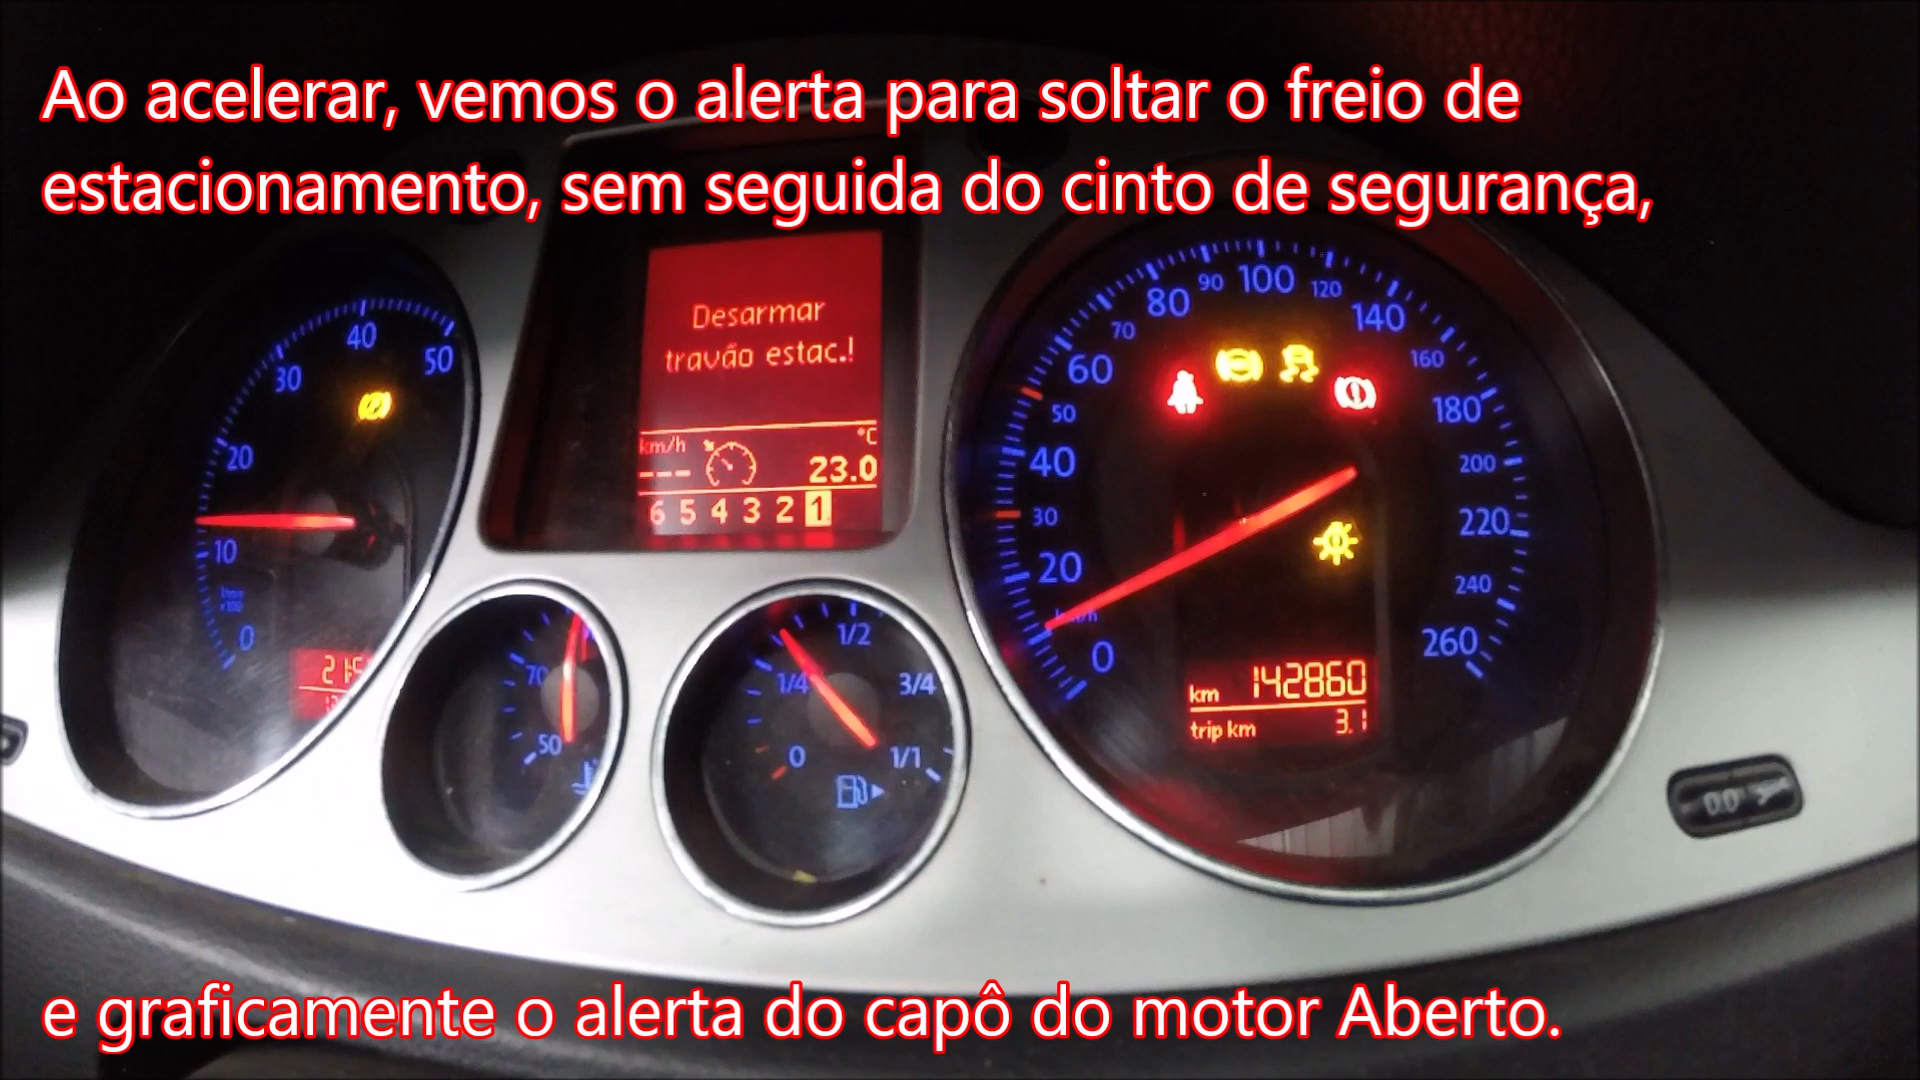 Ao acelerar, vemos o alerta para soltar o freio de
estacionamento, sem seguida do cinto de segurança,
Desarmar
travão estac.!
km/h °C
--- 23.0
6 5 4 3 2 1
0 10 20 30 40 50
50 70
0 1/4 1/2 3/4 1/1
0 20 30 40 50 60 70 80 90 100 120 140 160 180 200 220 240 260
km 142860
trip km 3.1
0.0
e graficamente o alerta do capô do motor Aberto.